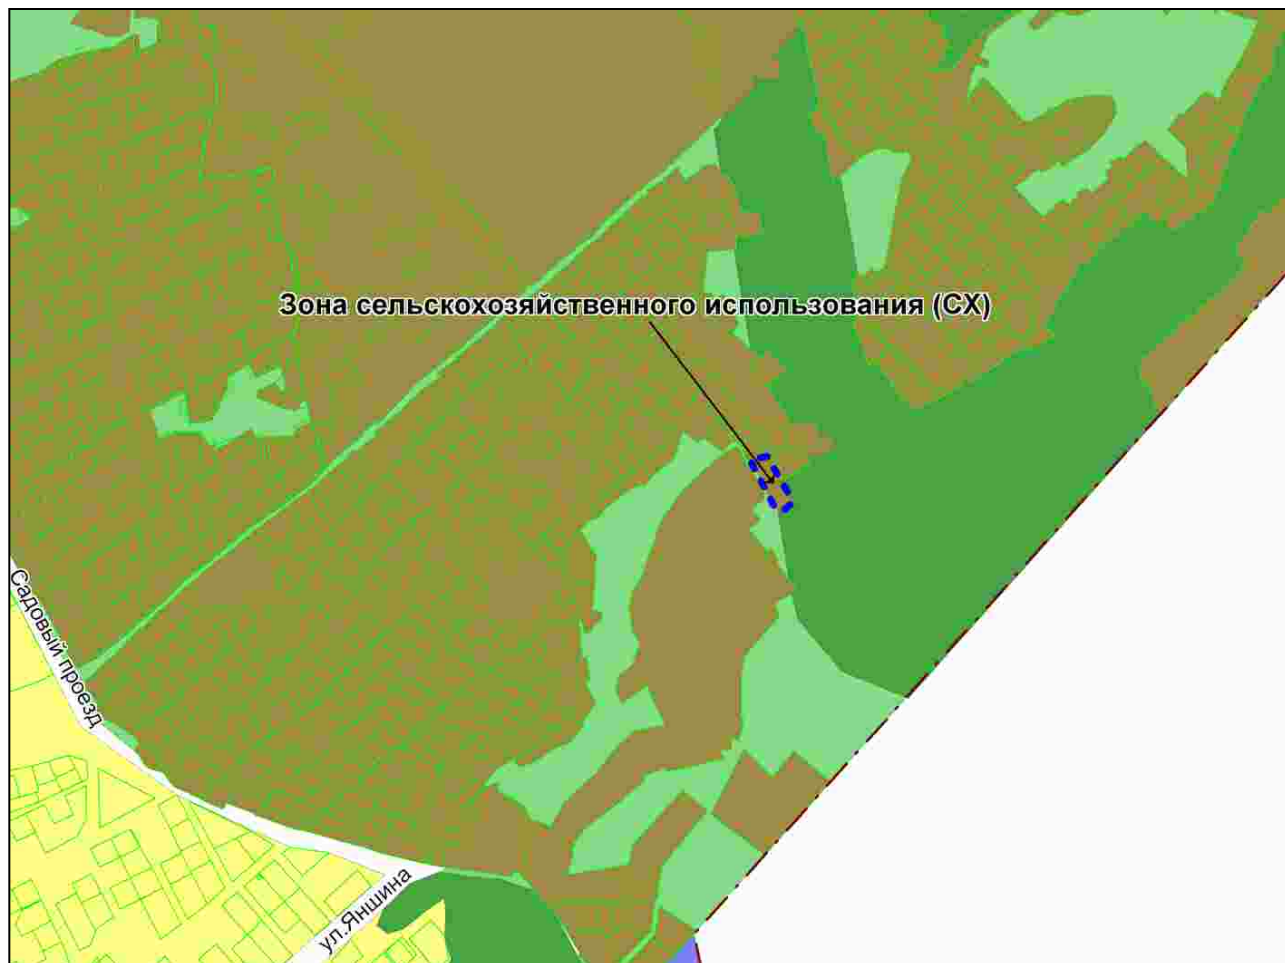 Зона сельскохозяйственного использования (СХ)
Садовый проезд
ул.Яншина